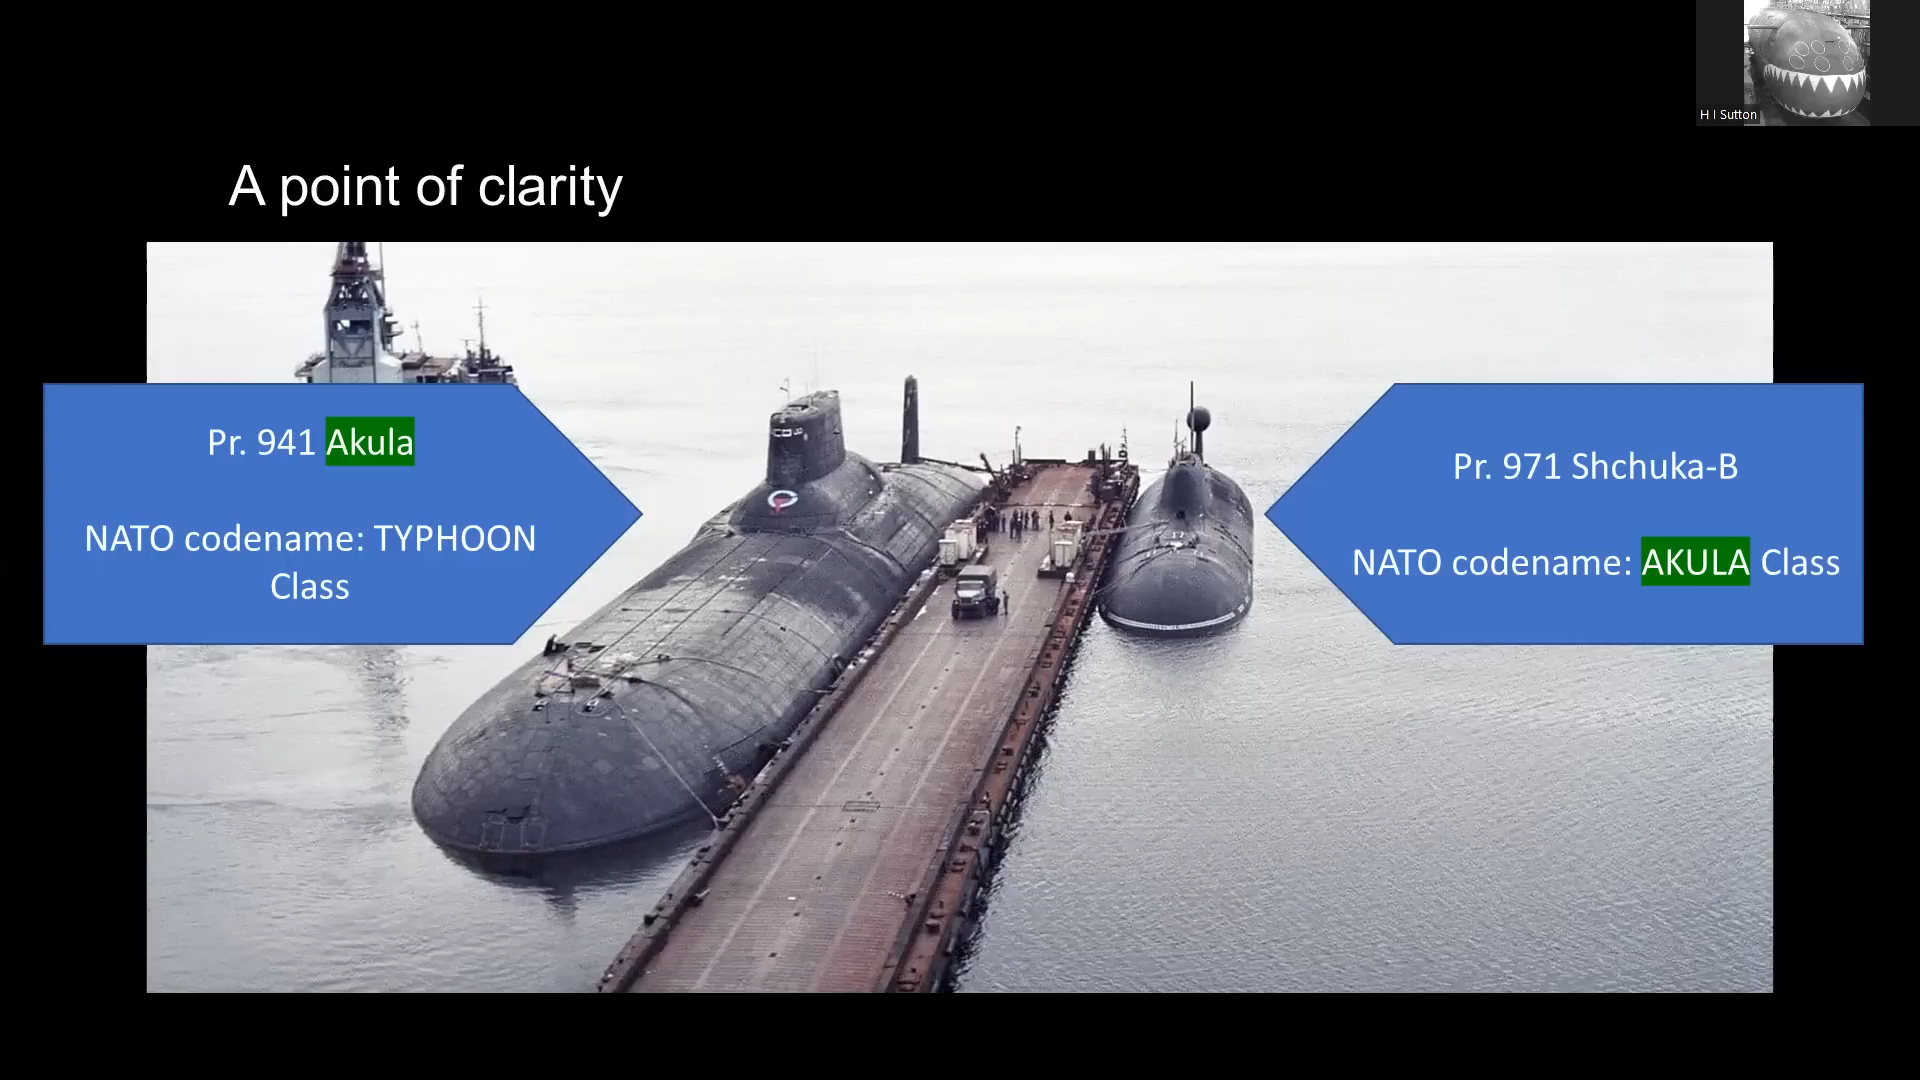 H I Sutton
A point of clarity
Pr. 941 Akula
NATO codename: TYPHOON
Class
Pr. 971 Shchuka-B
NATO codename: AKULA Class